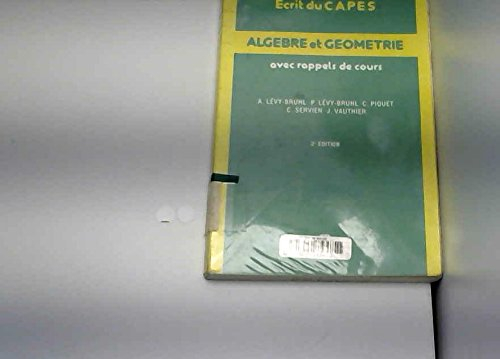 Ecrit du CAPES
ALGEBRE et GEOMETRIE
avec rappels de cours
A. LÉVY-BRUHL P. LÉVY-BRUHL C. PIQUET
C. SERVIEN J. VAUTHIER
2e EDITION